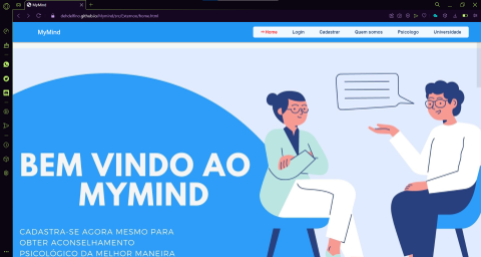 MyMind
MyMind
Home Login Cadastrar Quem somos Psicologo Universidade
BEM VINDO AO
MYMIND
CADASTRA-SE AGORA MESMO PARA
OBTER ACONSELHAMENTO
PSICOLÓGICO DA MELHOR MANEIRA